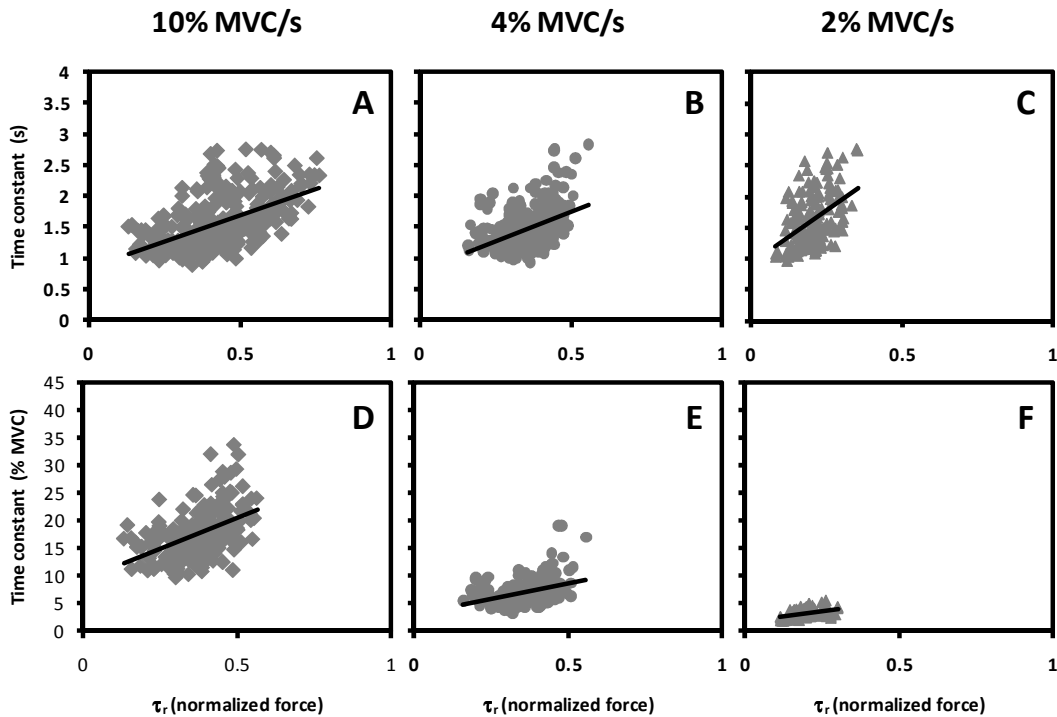 10% MVC/s 4% MVC/s 2% MVC/s
Time constant (s)
4
3.5
3
2.5
2
1.5
1
0.5
0
A
B
C
0 0.5 1
0 0.5 1
0 0.5 1
Time constant (% MVC)
45
40
35
30
25
20
15
10
5
0
D
E
F
0 0.5 1
0 0.5 1
0 0.5 1
τr (normalized force) τr (normalized force) τr (normalized force)